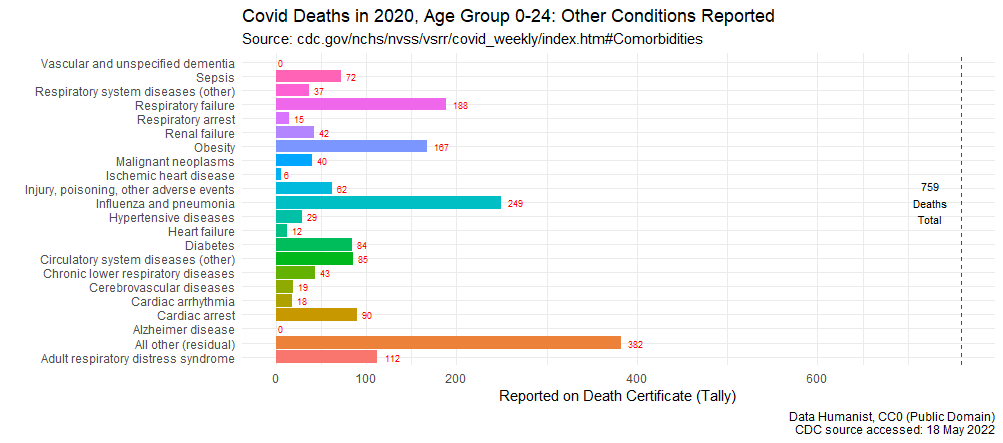 Covid Deaths in 2020, Age Group 0-24: Other Conditions Reported
Source: cdc.gov/nchs/nvss/vsrr/covid_weekly/index.htm#Comorbidities
Vascular and unspecified dementia 0
Sepsis 72
Respiratory system diseases (other) 37
Respiratory failure 188
Respiratory arrest 15
Renal failure 42
Obesity 167
Malignant neoplasms 40
Ischemic heart disease 6
Injury, poisoning, other adverse events 62
Influenza and pneumonia 249
Hypertensive diseases 29
Heart failure 12
Diabetes 84
Circulatory system diseases (other) 85
Chronic lower respiratory diseases 43
Cerebrovascular diseases 19
Cardiac arrhythmia 18
Cardiac arrest 90
Alzheimer disease 0
All other (residual) 382
Adult respiratory distress syndrome 112
759
Deaths
Total
0 100 200 400 600
Reported on Death Certificate (Tally)
Data Humanist, CC0 (Public Domain)
CDC source accessed: 18 May 2022